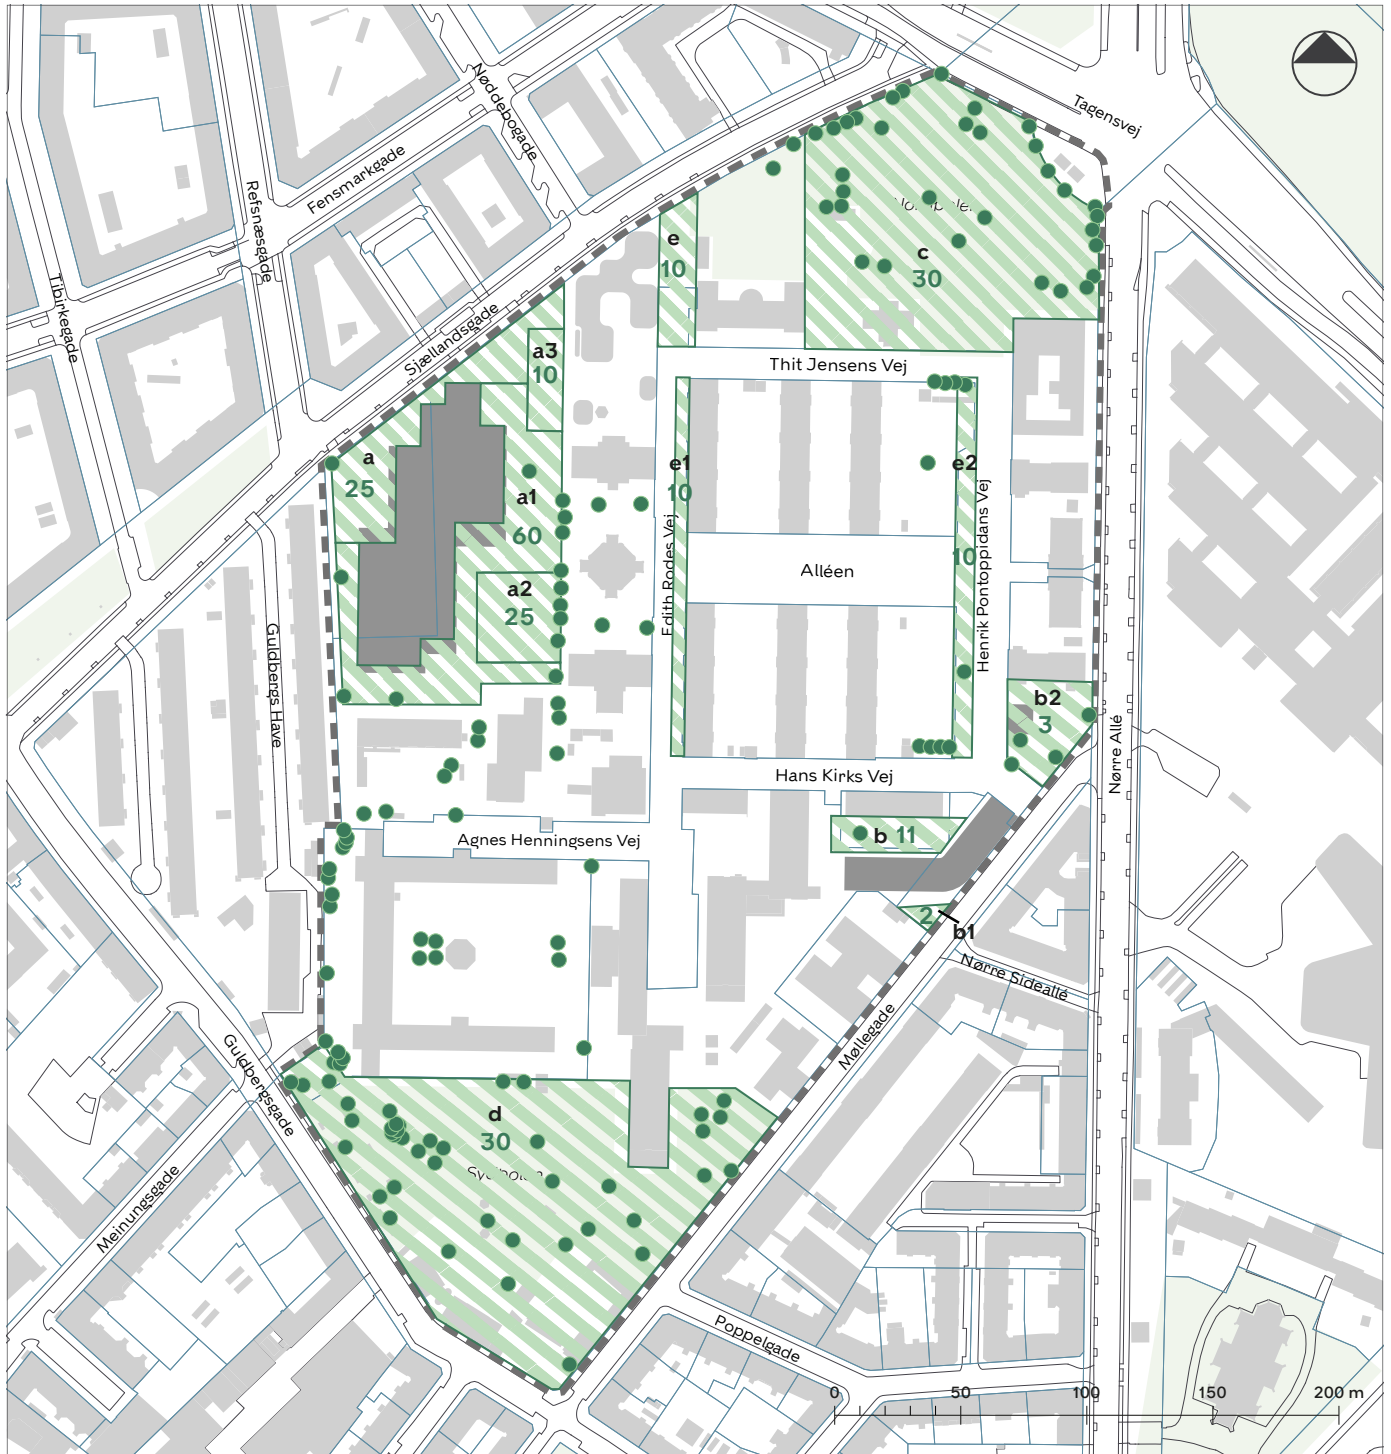 Tagensvej
Nøddebogade
Fensmarkgade
Refsnæsgade
Tibirkegade
Sjællandsgade
e
10
c
30
a3
10
Thit Jensens Vej
a
25
a1
60
a2
25
e1
10
e2
10
Edith Rodes Vej
Alléen
Henrik Pontoppidans Vej
Guldbergs Have
b2
3
Nørre Allé
Hans Kirks Vej
Agnes Henningsens Vej
b 11
2
b1
Nørre Sideallé
Møllegade
Guldbergsgade
Meinungsgade
d
30
Poppelgade
0 50 100 150 200 m